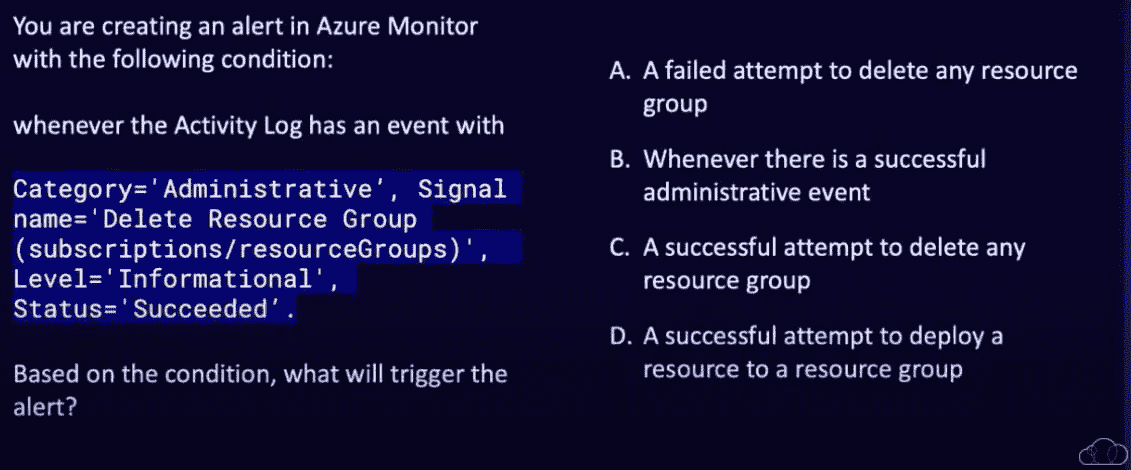 You are creating an alert in Azure Monitor
with the following condition:
whenever the Activity Log has an event with
Category='Administrative', Signal
name='Delete Resource Group
(subscriptions/resourceGroups)',
Level='Informational',
Status='Succeeded'.
Based on the condition, what will trigger the
alert?
A. A failed attempt to delete any resource
group
B. Whenever there is a successful
administrative event
C. A successful attempt to delete any
resource group
D. A successful attempt to deploy a
resource to a resource group